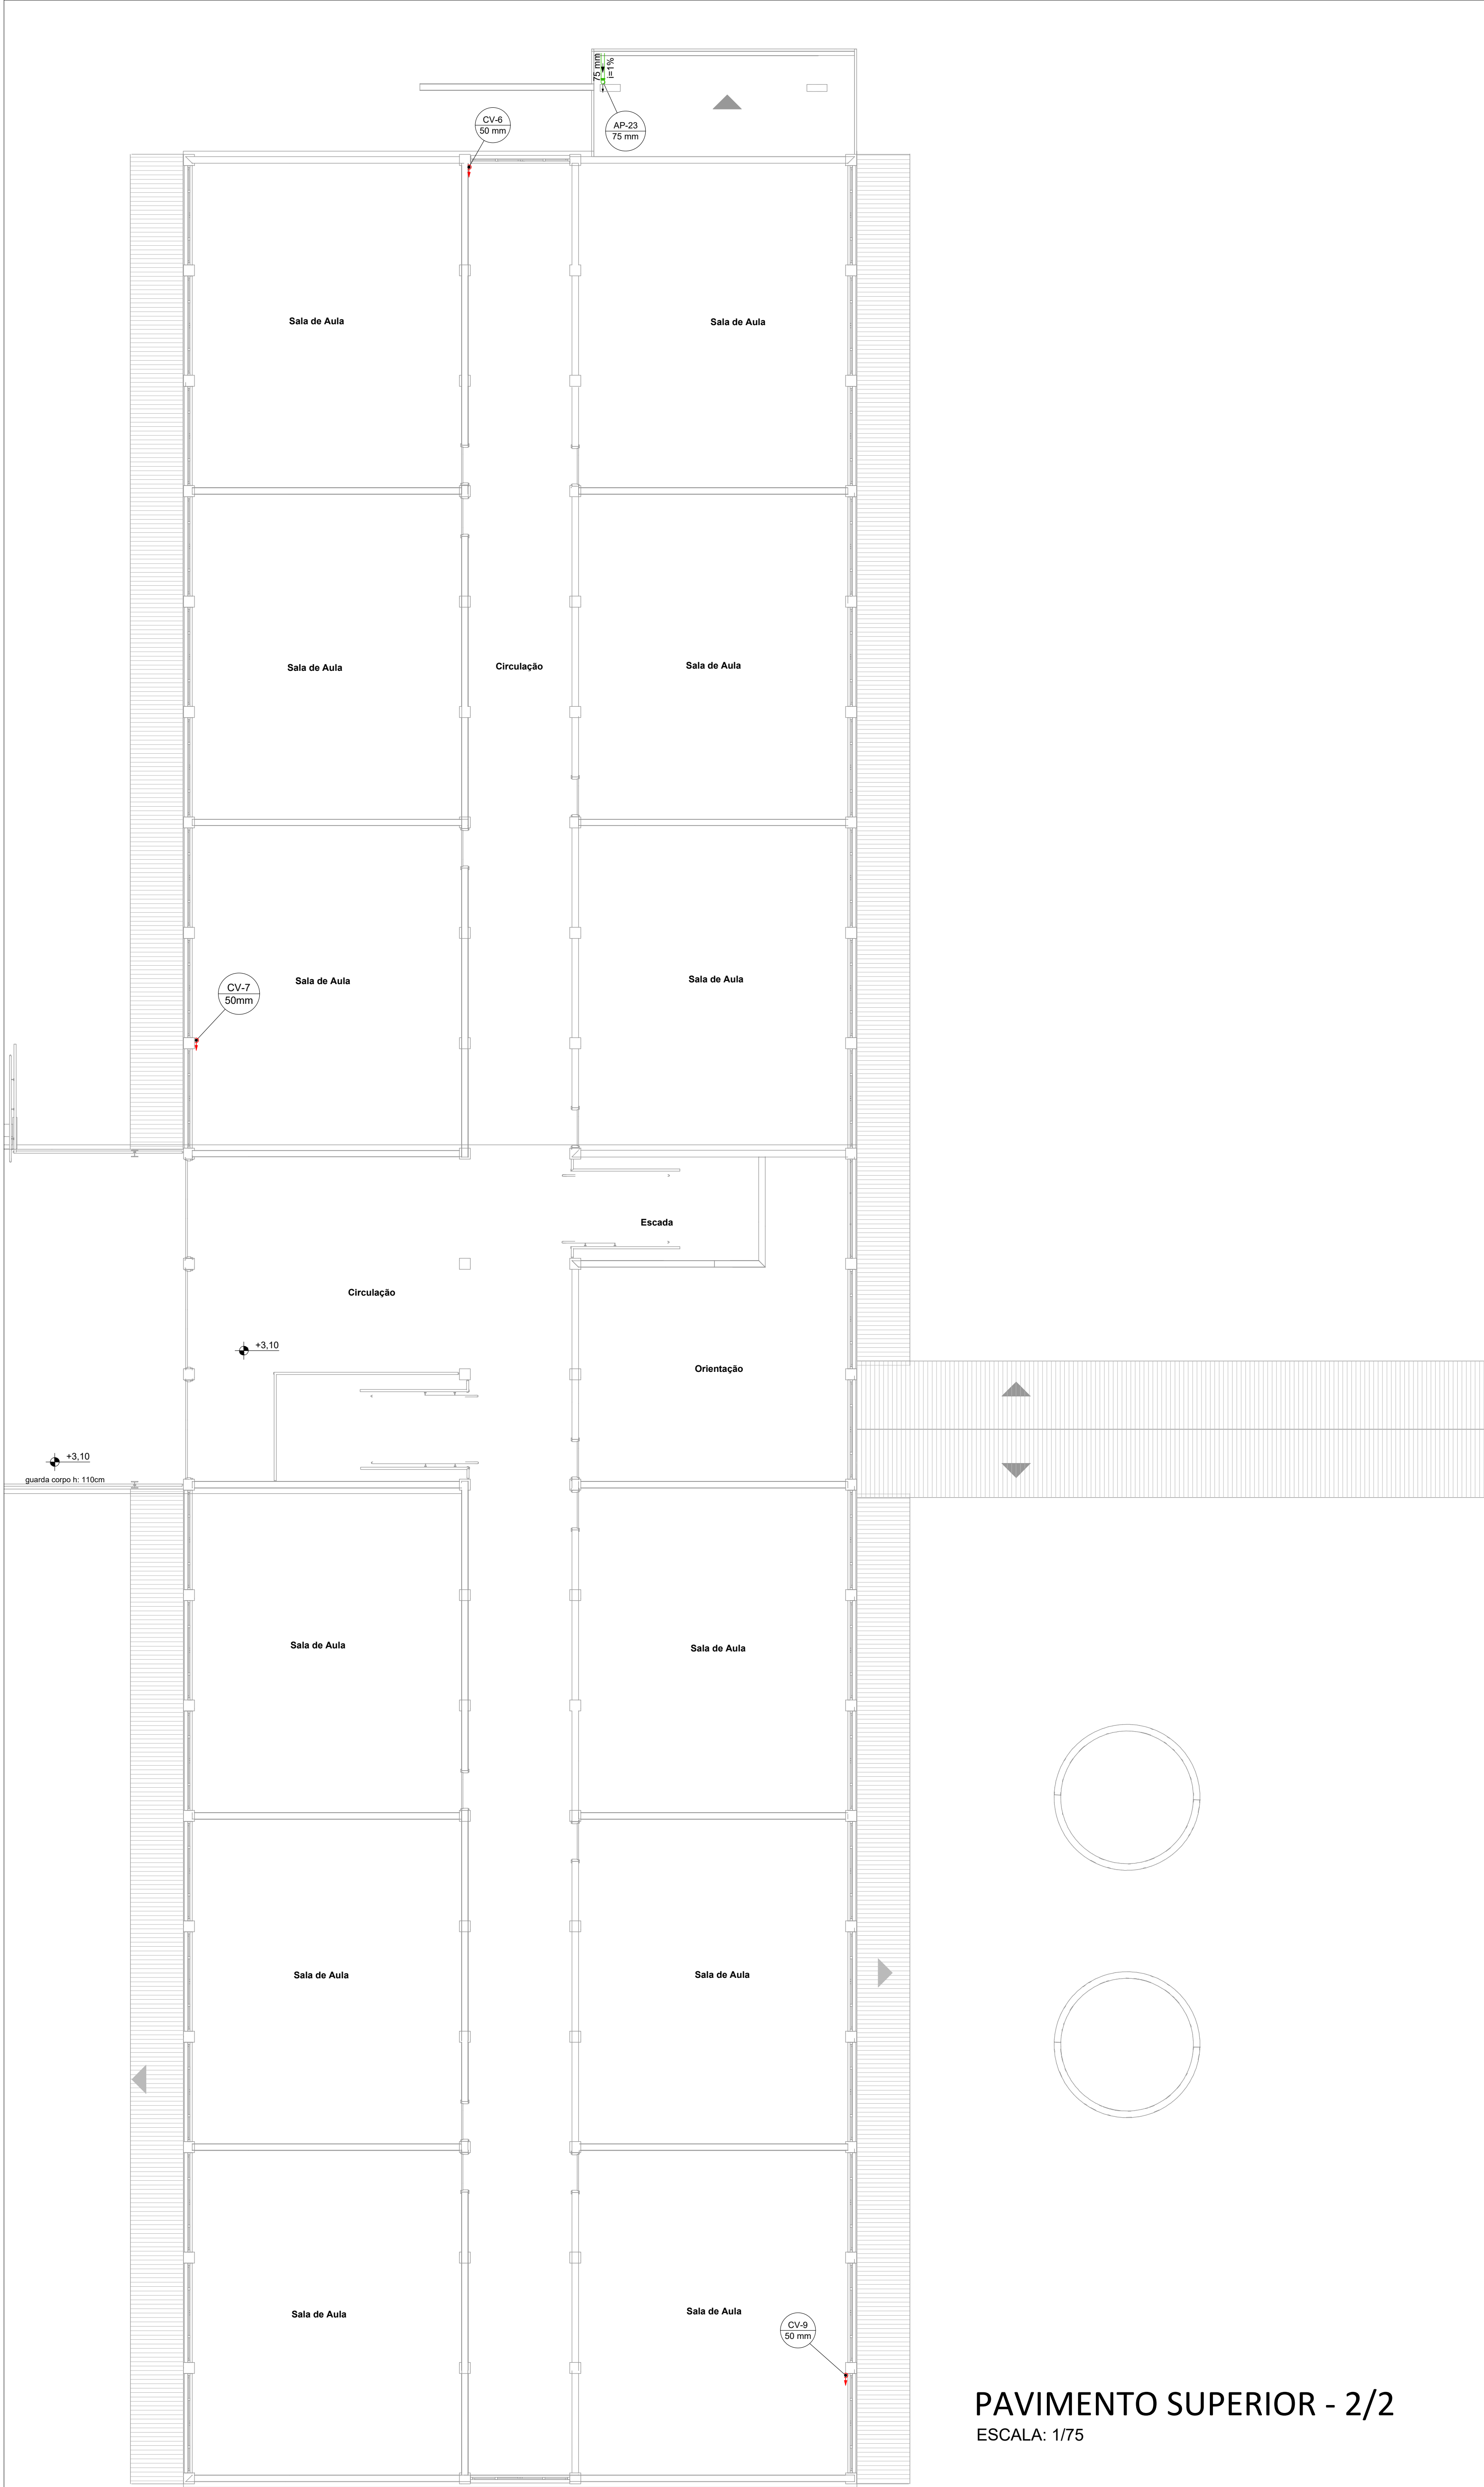 75 mm
i=1%
CV-6
50 mm
AP-23
75 mm
Sala de Aula
Sala de Aula
Sala de Aula
Circulação
Sala de Aula
Sala de Aula
Sala de Aula
CV-7
50mm
Escada
Circulação
+3,10
Orientação
+3,10
guarda corpo h: 110cm
Sala de Aula
Sala de Aula
Sala de Aula
Sala de Aula
Sala de Aula
Sala de Aula
CV-9
50 mm
PAVIMENTO SUPERIOR - 2/2
ESCALA: 1/75